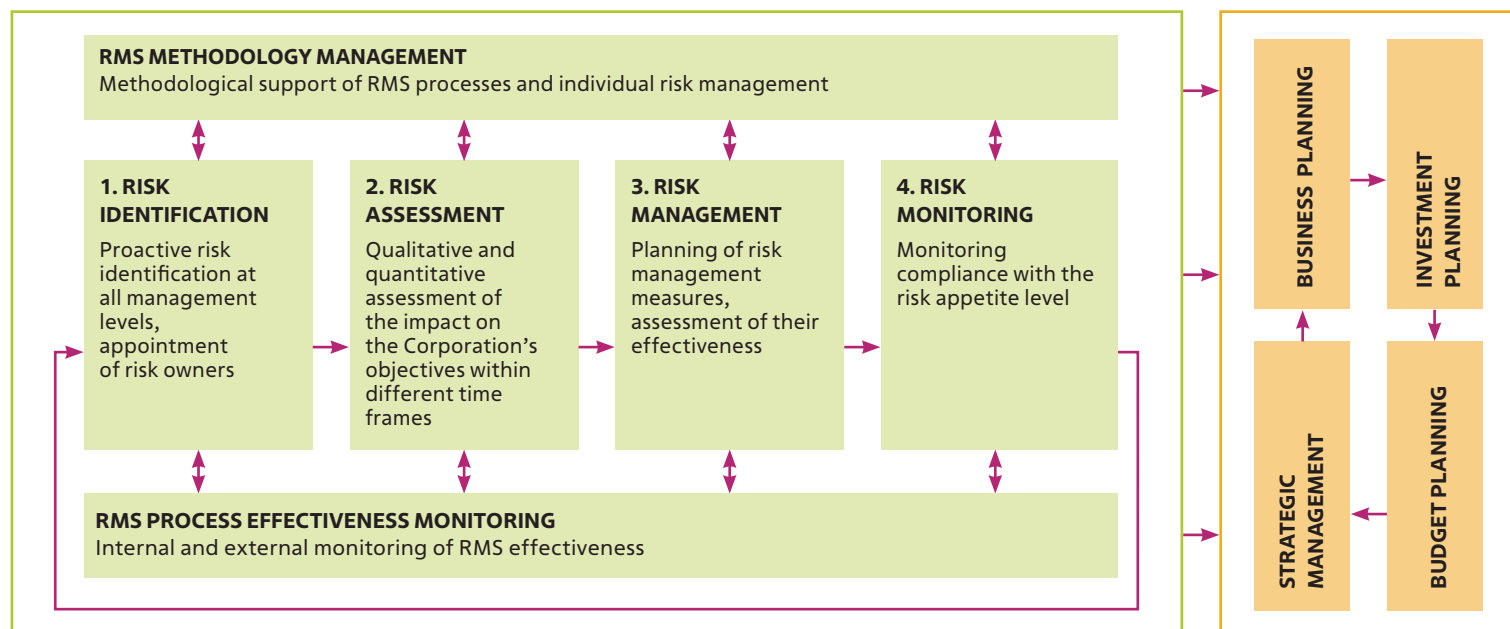 RMS METHODOLOGY MANAGEMENT
Methodological support of RMS processes and individual risk management
1. RISK
IDENTIFICATION
Proactive risk
identification at
all management
levels,
appointment
of risk owners
2. RISK
ASSESSMENT
Qualitative and
quantitative
assessment of
the impact on
the Corporation’s
objectives within
different time
frames
3. RISK
MANAGEMENT
Planning of risk
management
measures,
assessment of their
effectiveness
4. RISK
MONITORING
Monitoring
compliance with the
risk appetite level
RMS PROCESS EFFECTIVENESS MONITORING
Internal and external monitoring of RMS effectiveness
BUSINESS PLANNING
INVESTMENT
PLANNING
STRATEGIC
MANAGEMENT
BUDGET PLANNING